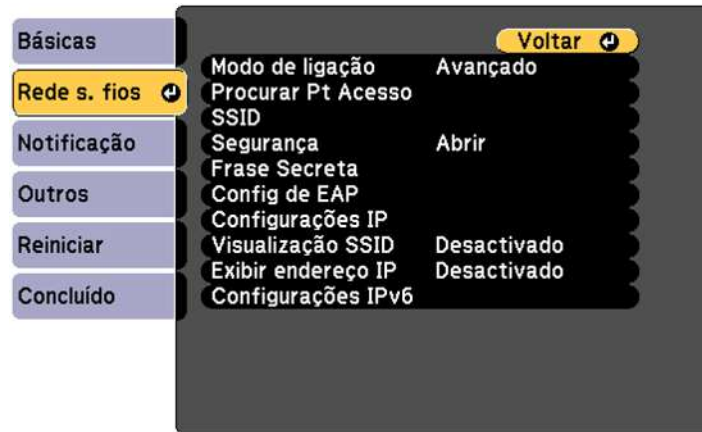 Básicas
Rede s. fios
Notificação
Outros
Reiniciar
Concluído
Voltar
Modo de ligação Avançado
Procurar Pt Acesso
SSID
Segurança Abrir
Frase Secreta
Config de EAP
Configurações IP
Visualização SSID Desactivado
Exibir endereço IP Desactivado
Configurações IPv6